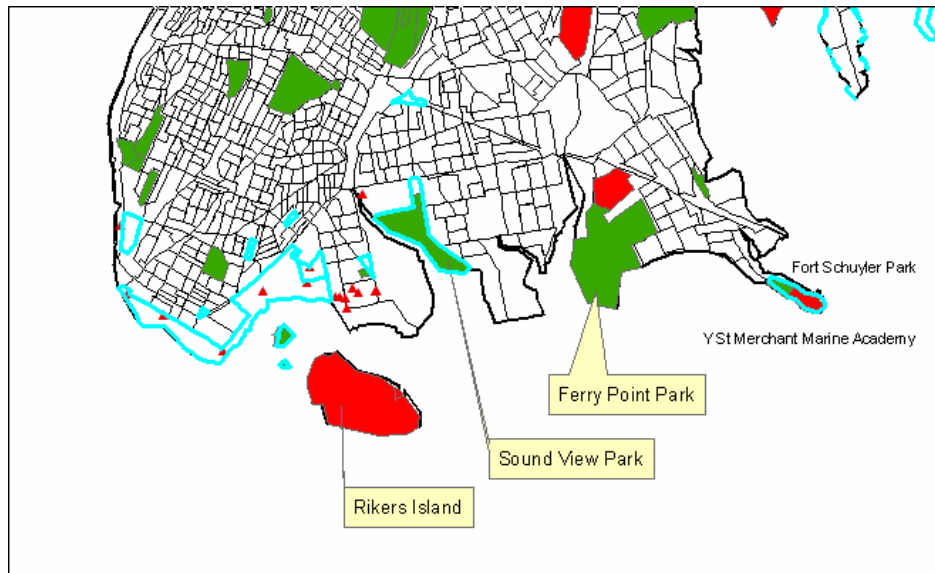 Fort Schuyler Park
YSt Merchant Marine Academy
Ferry Point Park
Sound View Park
Rikers Island